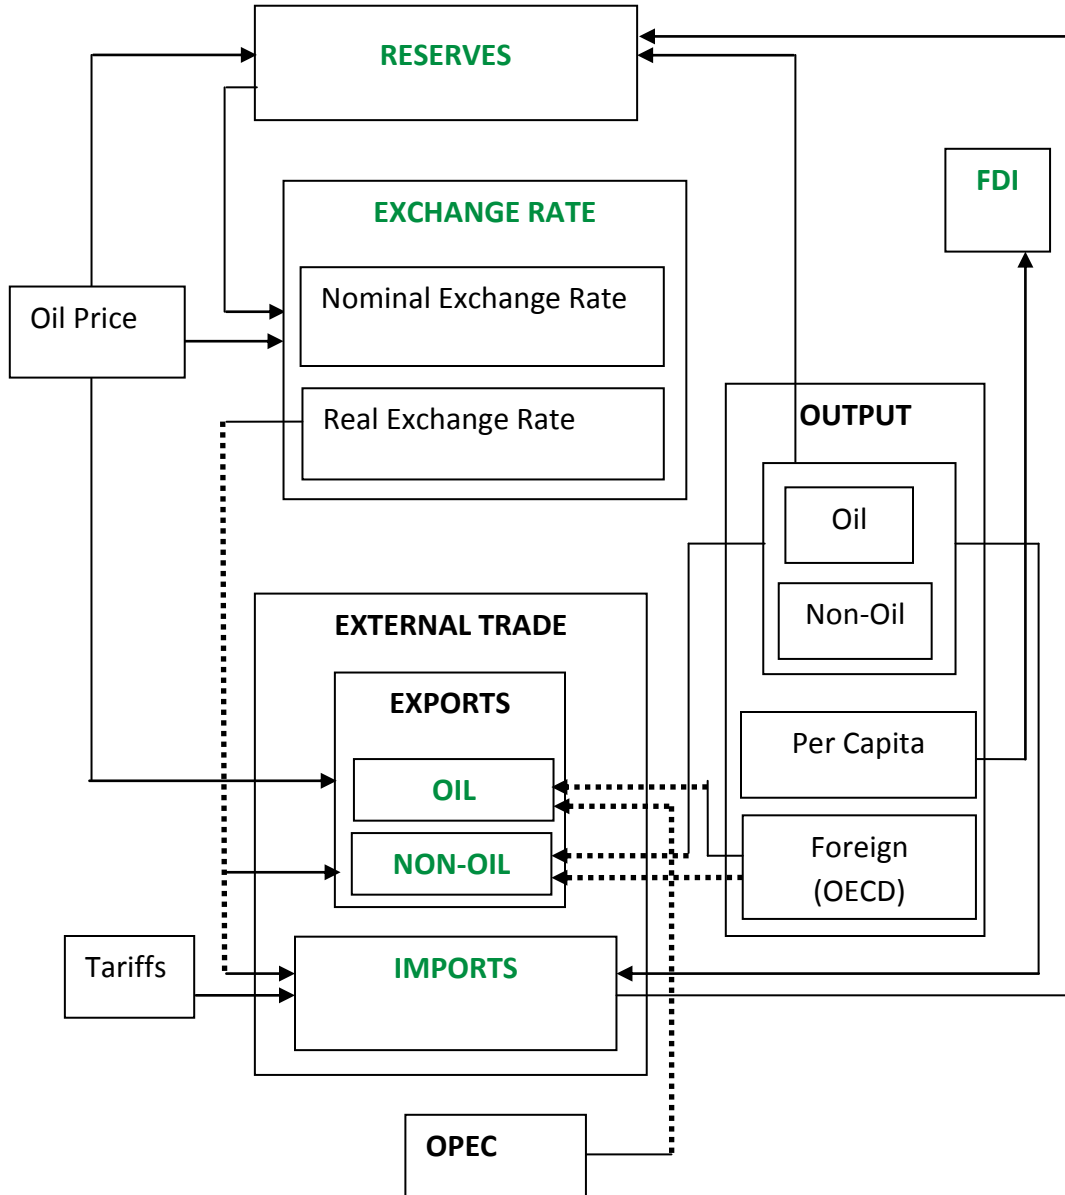 RESERVES
FDI
EXCHANGE RATE
Nominal Exchange Rate
Oil Price
Real Exchange Rate
OUTPUT
Oil
Non-Oil
EXTERNAL TRADE
EXPORTS
Per Capita
OIL
NON-OIL
Foreign
(OECD)
Tariffs
IMPORTS
OPEC